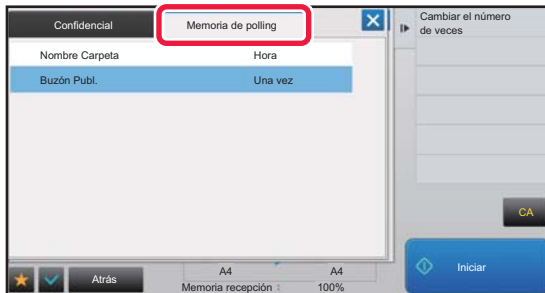 Confidencial
Memoria de polling
Nombre Carpeta
Hora
Buzón Publ.
Una vez
Cambiar el número
de veces
CA
Iniciar
Atrás
A4
A4
Memoria recepción :
100%